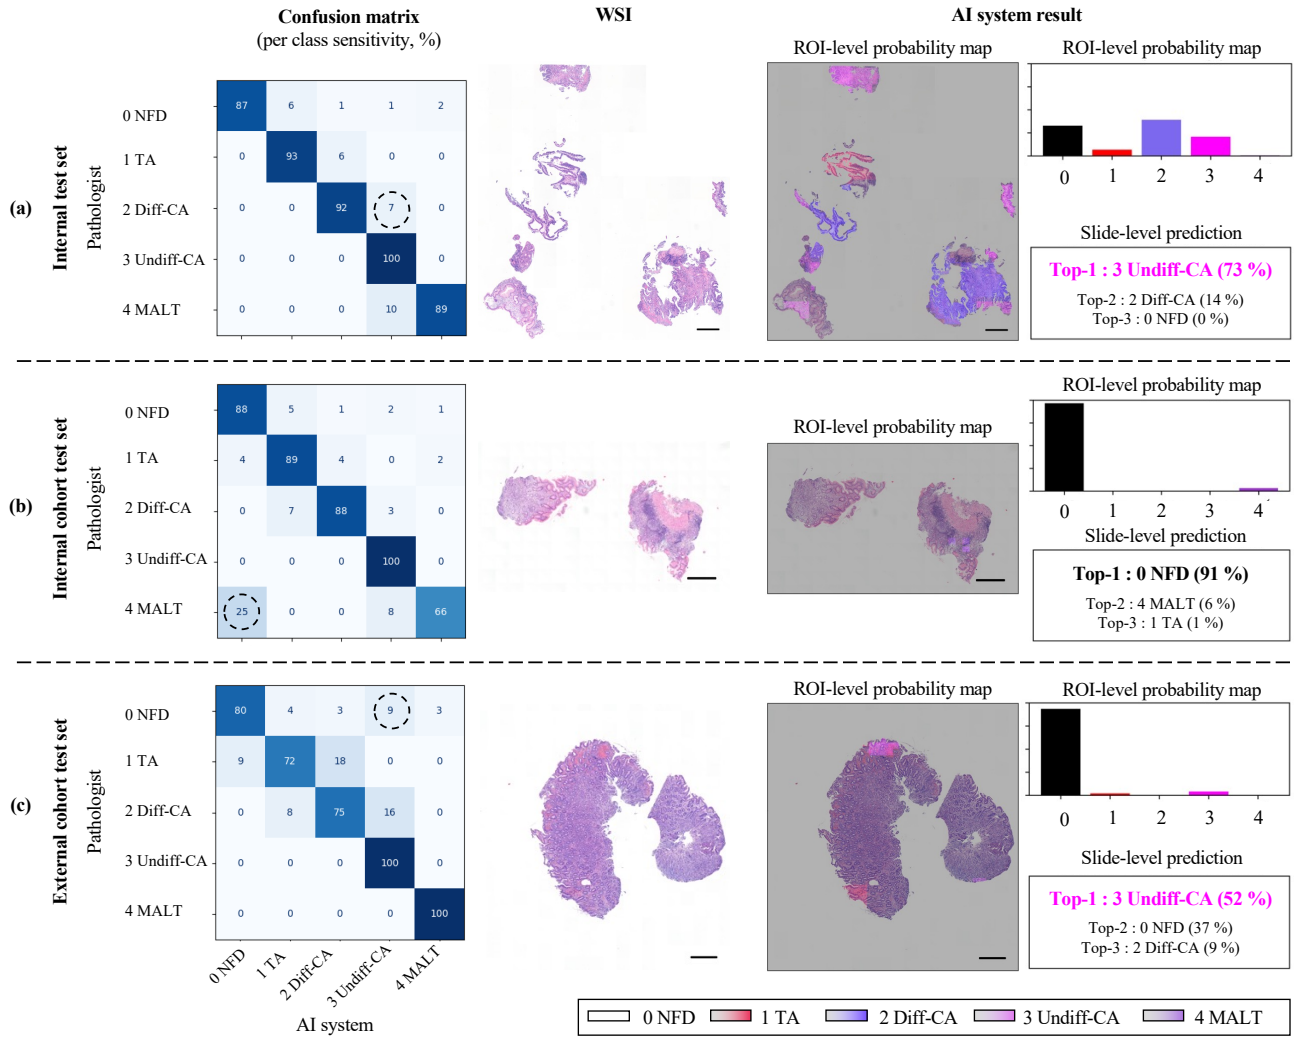 Confusion matrix
(per class sensitivity, %)
WSI
AI system result
ROI-level probability map
ROI-level probability map
(a)
Internal test set
Pathologist
0 NFD
87 6 1 1 2
1 TA
0 93 6 0 0
2 Diff-CA
0 0 92 7 0
3 Undiff-CA
0 0 0 100 0
4 MALT
0 0 0 10 89
0 1 2 3 4
Slide-level prediction
Top-1 : 3 Undiff-CA (73 %)
Top-2 : 2 Diff-CA (14 %)
Top-3 : 0 NFD (0 %)
(b)
Internal cohort test set
Pathologist
0 NFD
88 5 1 2 1
1 TA
4 89 4 0 2
2 Diff-CA
0 7 88 3 0
3 Undiff-CA
0 0 0 100 0
4 MALT
25 0 0 8 66
ROI-level probability map
ROI-level probability map
0 1 2 3 4
Slide-level prediction
Top-1 : 0 NFD (91 %)
Top-2 : 4 MALT (6 %)
Top-3 : 1 TA (1 %)
(c)
External cohort test set
Pathologist
0 NFD
80 4 3 9 3
1 TA
9 72 18 0 0
2 Diff-CA
0 8 75 16 0
3 Undiff-CA
0 0 0 100 0
4 MALT
0 0 0 0 100
0 NFD
1 TA
2 Diff-CA
3 Undiff-CA
4 MALT
AI system
ROI-level probability map
ROI-level probability map
0 1 2 3 4
Slide-level prediction
Top-1 : 3 Undiff-CA (52 %)
Top-2 : 0 NFD (37 %)
Top-3 : 2 Diff-CA (9 %)
0 NFD 1 TA 2 Diff-CA 3 Undiff-CA 4 MALT